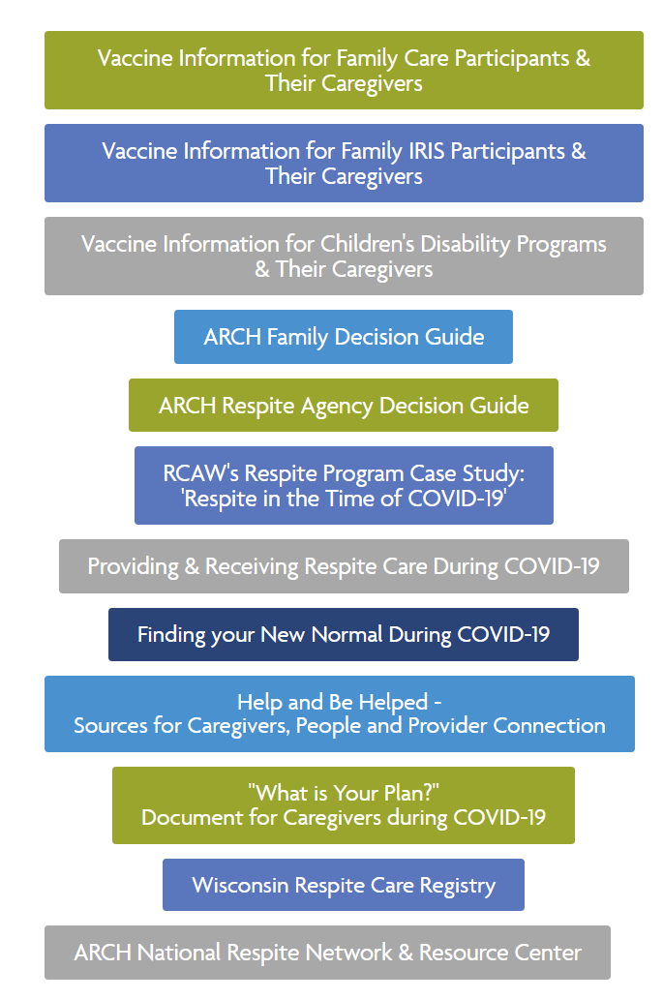 Vaccine Information for Family Care Participants &
Their Caregivers
Vaccine Information for Family IRIS Participants &
Their Caregivers
Vaccine Information for Children's Disability Programs
& Their Caregivers
ARCH Family Decision Guide
ARCH Respite Agency Decision Guide
RCAW's Respite Program Case Study:
'Respite in the Time of COVID-19'
Providing & Receiving Respite Care During COVID-19
Finding your New Normal During COVID-19
Help and Be Helped -
Sources for Caregivers, People and Provider Connection
"What is Your Plan?"
Document for Caregivers during COVID-19
Wisconsin Respite Care Registry
ARCH National Respite Network & Resource Center